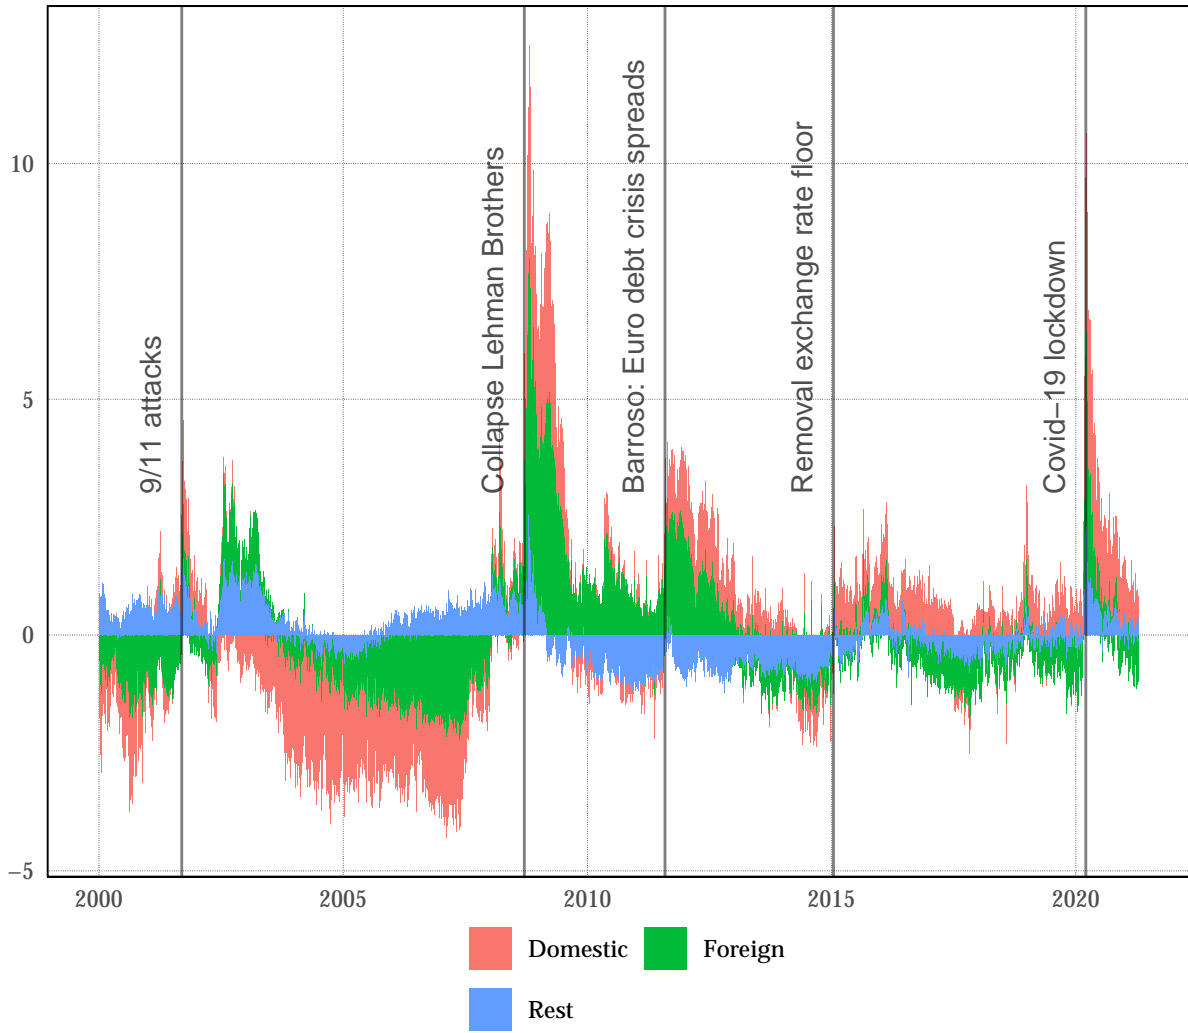 10
5
0
−5
9/11 attacks
Collapse Lehman Brothers
Barroso: Euro debt crisis spreads
Removal exchange rate floor
Covid−19 lockdown
2000
2005
2010
2015
2020
Domestic
Foreign
Rest